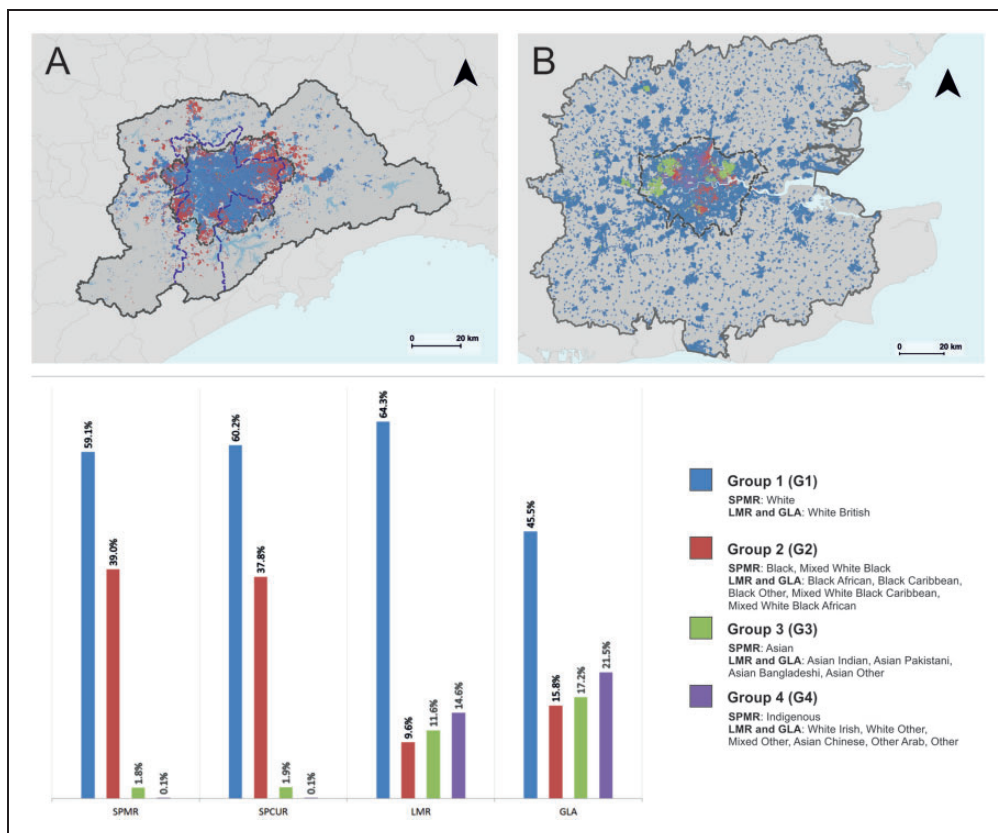 A
B
0 20 km
0 20 km
59.1%
39.0%
1.8%
0.1%
60.2%
37.8%
1.9%
0.1%
64.3%
9.6%
11.6%
14.6%
45.5%
15.8%
17.2%
21.5%
SPMR
SPCUR
LMR
GLA
Group 1 (G1)
SPMR: White
LMR and GLA: White British
Group 2 (G2)
SPMR: Black, Mixed White Black
LMR and GLA: Black African, Black Caribbean,
Black Other, Mixed White Black Caribbean,
Mixed White Black African
Group 3 (G3)
SPMR: Asian
LMR and GLA: Asian Indian, Asian Pakistani,
Asian Bangladeshi, Asian Other
Group 4 (G4)
SPMR: Indigenous
LMR and GLA: White Irish, White Other,
Mixed Other, Asian Chinese, Other Arab, Other